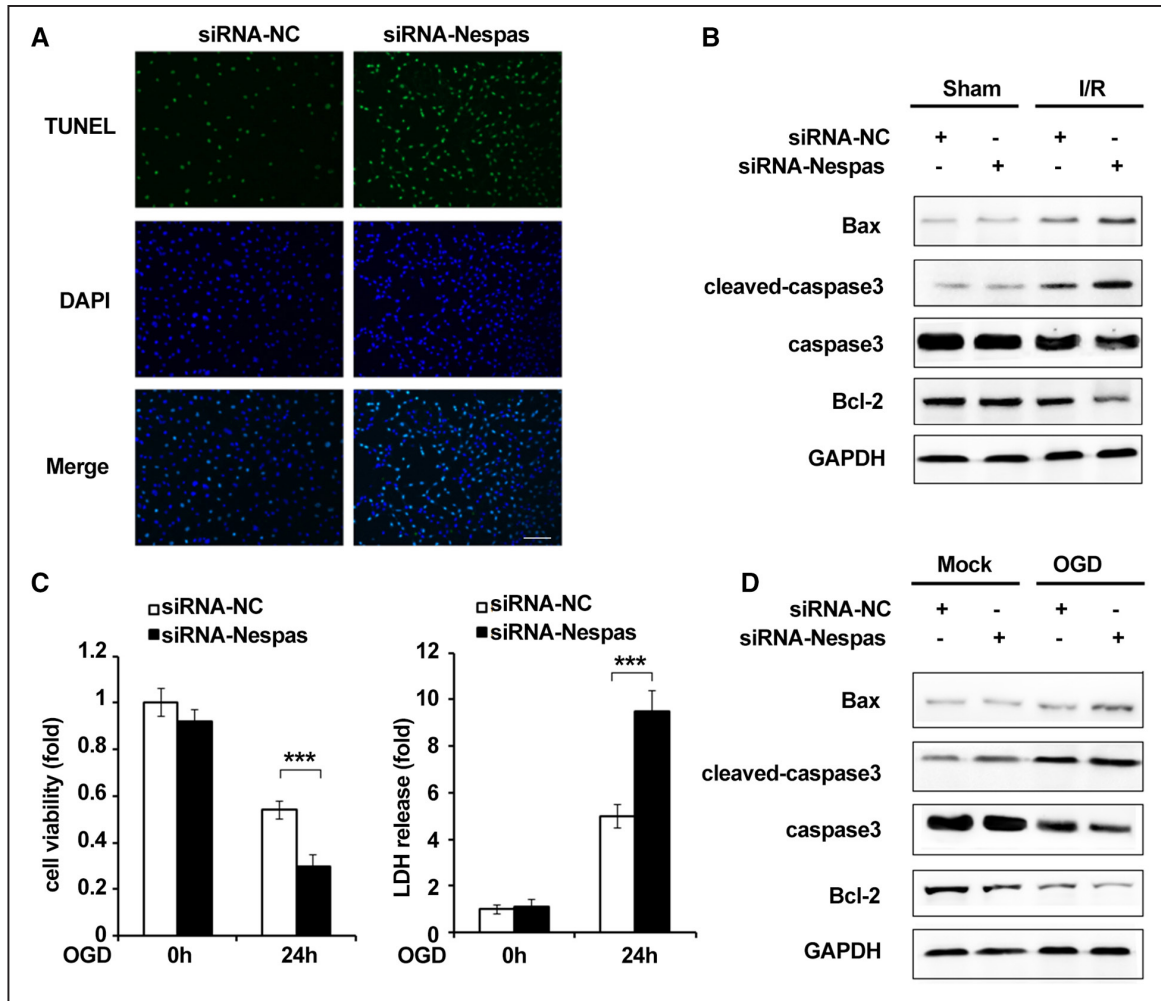 A
siRNA-NC siRNA-Nespas
TUNEL
DAPI
Merge
B
Sham I/R
siRNA-NC + - + -
siRNA-Nespas - + - +
Bax
cleaved-caspase3
caspase3
Bcl-2
GAPDH
C
siRNA-NC
siRNA-Nespas
cell viability (fold)
1.2
1
0.8
0.6
0.4
0.2
0
***
OGD 0h 24h
siRNA-NC
siRNA-Nespas
LDH release (fold)
12
10
8
6
4
2
0
***
OGD 0h 24h
D
Mock OGD
siRNA-NC + - + -
siRNA-Nespas - + - +
Bax
cleaved-caspase3
caspase3
Bcl-2
GAPDH